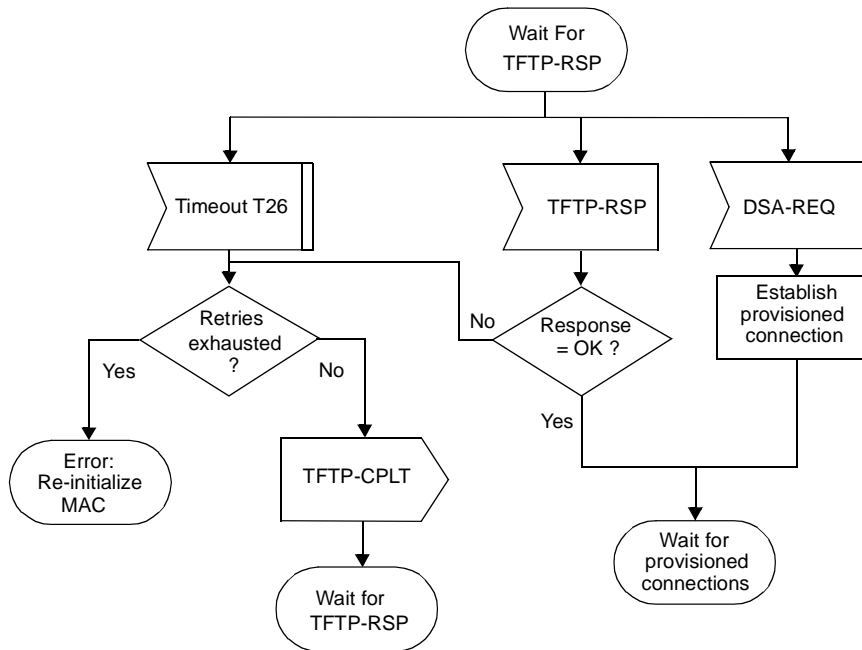 Wait For
TFTP-RSP
Timeout T26
TFTP-RSP
DSA-REQ
Retries
exhausted
?
No
Response
= OK ?
Establish
provisioned
connection
Yes
No
Yes
Error:
Re-initialize
MAC
TFTP-CPLT
Wait for
provisioned
connections
Wait for
TFTP-RSP